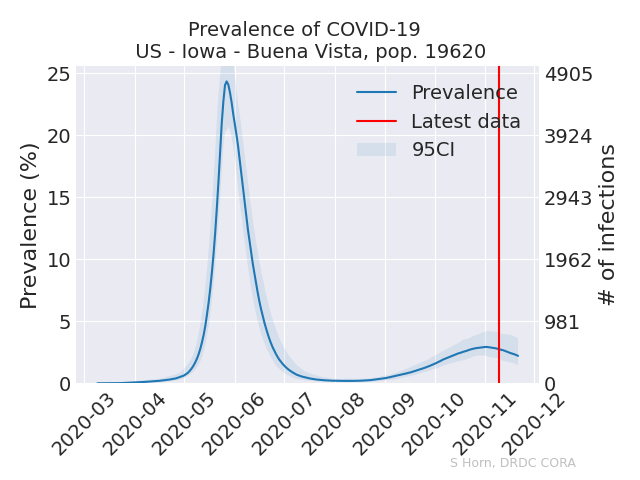 Prevalence of COVID-19
US - Iowa - Buena Vista, pop. 19620
Prevalence (%)
25
20
15
10
5
0
Prevalence
Latest data
95CI
4905
3924
2943
1962
981
0
# of infections
2020-03
2020-04
2020-05
2020-06
2020-07
2020-08
2020-09
2020-10
2020-11
2020-12
S Horn, DRDC CORA